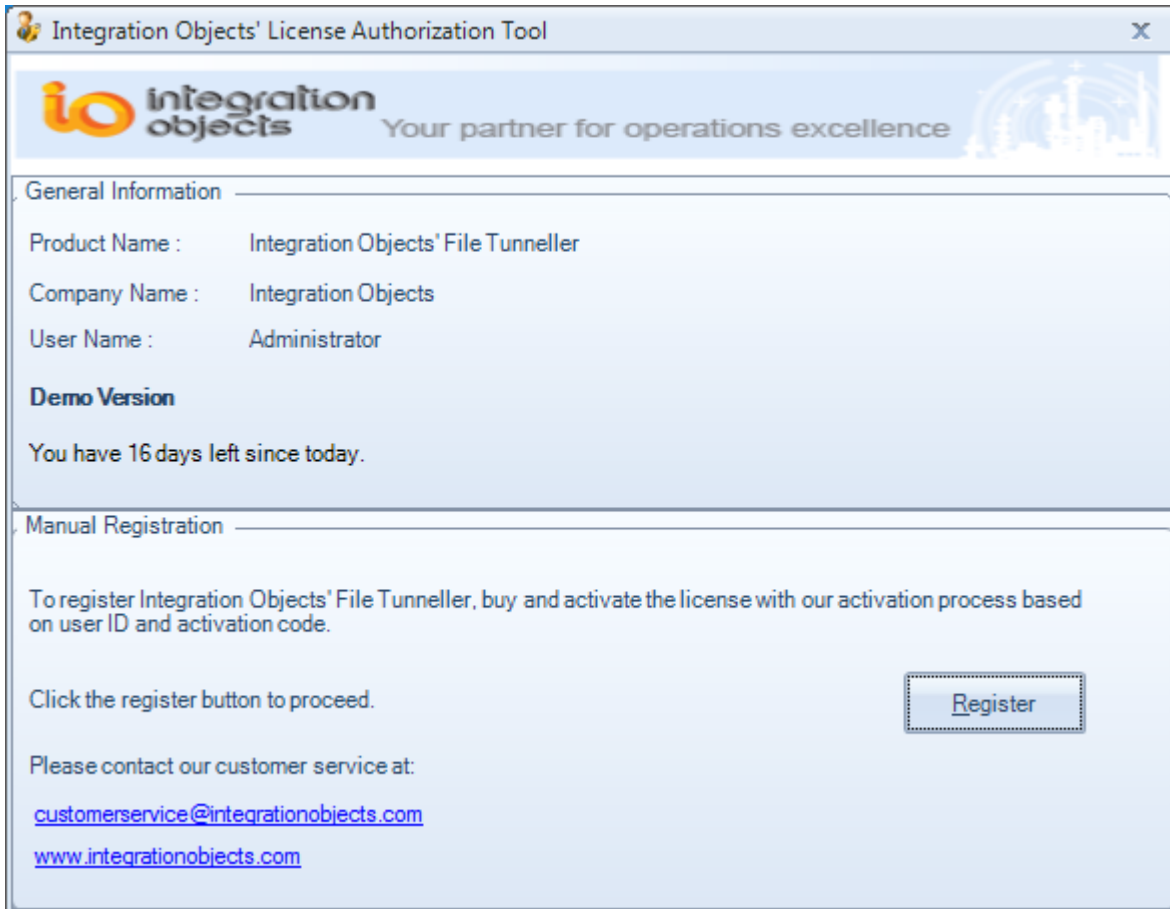 Integration Objects' License Authorization Tool
x
io integration
objects
Your partner for operations excellence
General Information
Product Name : Integration Objects' File Tunneller
Company Name : Integration Objects
User Name : Administrator
Demo Version
You have 16 days left since today.
Manual Registration
To register Integration Objects' File Tunneller, buy and activate the license with our activation process based
on user ID and activation code.
Click the register button to proceed.
Register
Please contact our customer service at:
customerservice@integrationobjects.com
www.integrationobjects.com